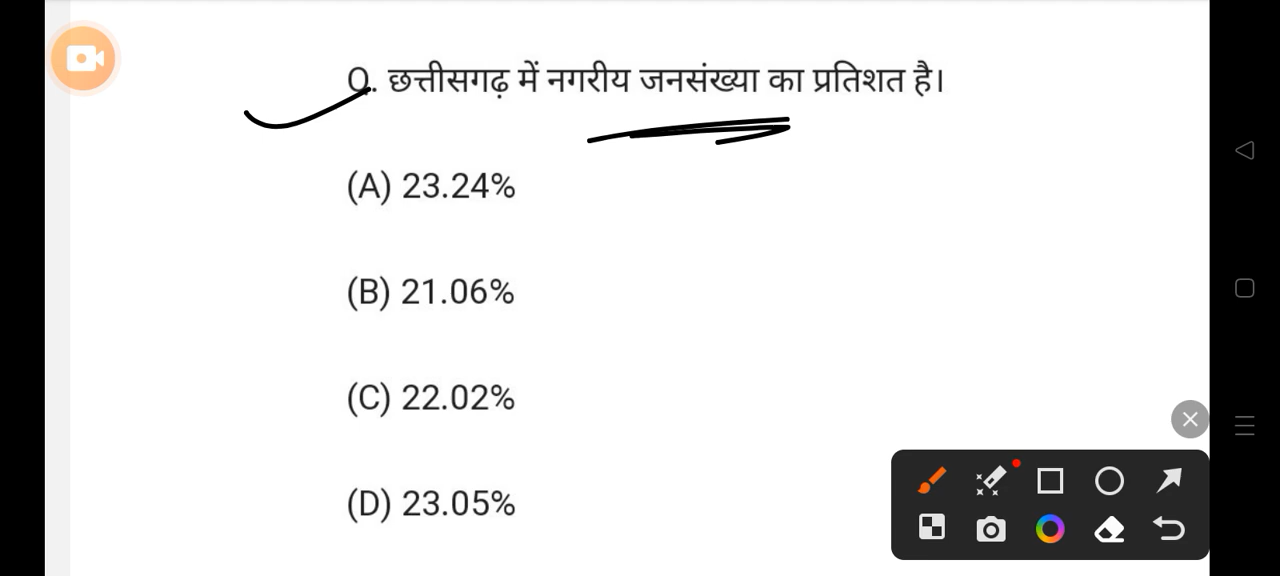 Q. छत्तीसगढ़ में नगरीय जनसंख्या का प्रतिशत है।
(A) 23.24%
(B) 21.06%
(C) 22.02%
(D) 23.05%